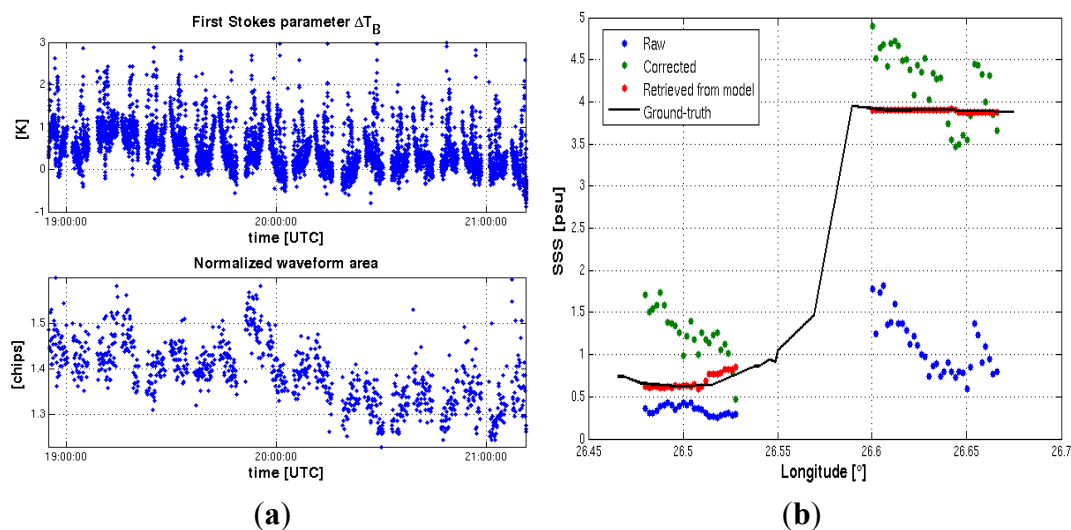 First Stokes parameter ΔT_B
3
2
1
0
-1
[K]
19:00:00 20:00:00 21:00:00
time [UTC]
Normalized waveform area
1.5
1.4
1.3
[chips]
19:00:00 20:00:00 21:00:00
time [UTC]
(a)
5
4.5
4
3.5
3
2.5
2
1.5
1
0.5
0
SSS [psu]
Raw
Corrected
Retrieved from model
Ground-truth
26.45 26.5 26.55 26.6 26.65 26.7
Longitude [°]
(b)